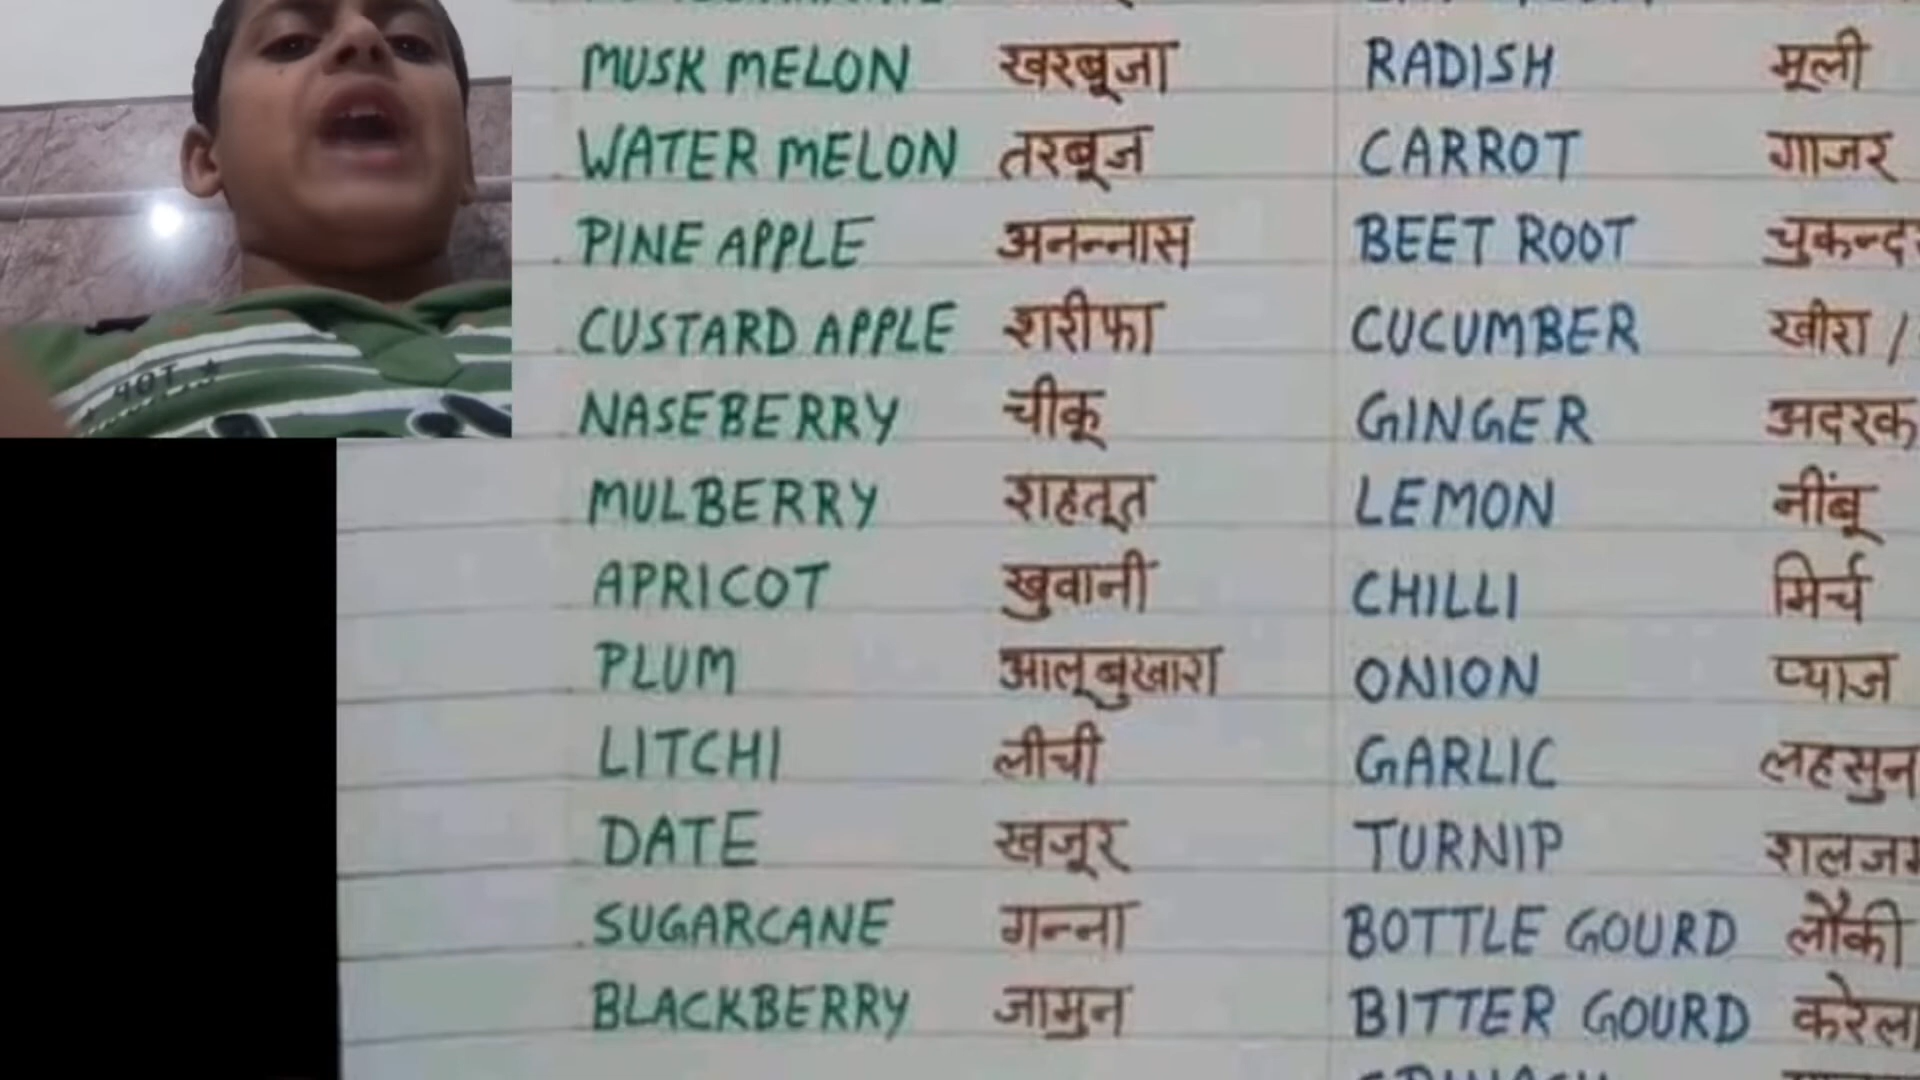 MUSK MELON खरबूजा RADISH मूली
WATER MELON तरबूज CARROT गाजर
PINE APPLE अनन्नास BEET ROOT
CUSTARD APPLE शरीफा CUCUMBER खीरा /
NASEBERRY चीकू GINGER अदरक
MULBERRY शहतूत LEMON नींबू
APRICOT खुवानी CHILLI मिर्च
PLUM आलूबुखारा ONION प्याज
LITCHI लीची GARLIC लहसुन
DATE खजूर TURNIP
SUGARCANE गन्ना BOTTLE GOURD लौकी
BLACKBERRY जामुन BITTER GOURD करेला